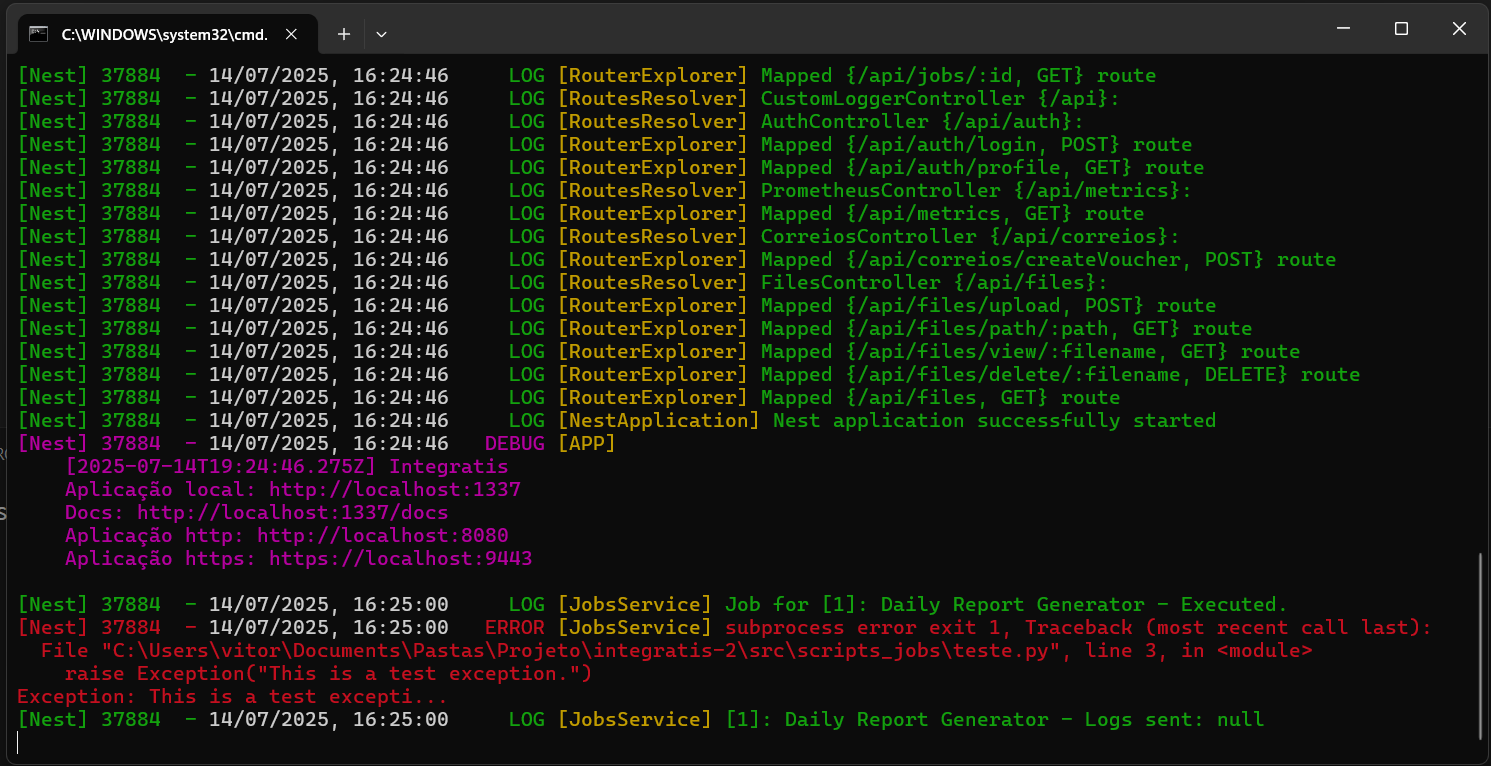 C:\WINDOWS\system32\cmd.
[Nest] 37884  - 14/07/2025, 16:24:46     LOG [RouterExplorer] Mapped {/api/jobs/:id, GET} route
[Nest] 37884  - 14/07/2025, 16:24:46     LOG [RoutesResolver] CustomLoggerController {/api}:
[Nest] 37884  - 14/07/2025, 16:24:46     LOG [RoutesResolver] AuthController {/api/auth}:
[Nest] 37884  - 14/07/2025, 16:24:46     LOG [RouterExplorer] Mapped {/api/auth/login, POST} route
[Nest] 37884  - 14/07/2025, 16:24:46     LOG [RouterExplorer] Mapped {/api/auth/profile, GET} route
[Nest] 37884  - 14/07/2025, 16:24:46     LOG [RoutesResolver] PrometheusController {/api/metrics}:
[Nest] 37884  - 14/07/2025, 16:24:46     LOG [RouterExplorer] Mapped {/api/metrics, GET} route
[Nest] 37884  - 14/07/2025, 16:24:46     LOG [RoutesResolver] CorreiosController {/api/correios}:
[Nest] 37884  - 14/07/2025, 16:24:46     LOG [RouterExplorer] Mapped {/api/correios/createVoucher, POST} route
[Nest] 37884  - 14/07/2025, 16:24:46     LOG [RoutesResolver] FilesController {/api/files}:
[Nest] 37884  - 14/07/2025, 16:24:46     LOG [RouterExplorer] Mapped {/api/files/upload, POST} route
[Nest] 37884  - 14/07/2025, 16:24:46     LOG [RouterExplorer] Mapped {/api/files/path/:path, GET} route
[Nest] 37884  - 14/07/2025, 16:24:46     LOG [RouterExplorer] Mapped {/api/files/view/:filename, GET} route
[Nest] 37884  - 14/07/2025, 16:24:46     LOG [RouterExplorer] Mapped {/api/files/delete/:filename, DELETE} route
[Nest] 37884  - 14/07/2025, 16:24:46     LOG [RouterExplorer] Mapped {/api/files, GET} route
[Nest] 37884  - 14/07/2025, 16:24:46     LOG [NestApplication] Nest application successfully started
[Nest] 37884  - 14/07/2025, 16:24:46   DEBUG [APP]
    [2025-07-14T19:24:46.275Z] Integratis
    Aplicação local: http://localhost:1337
    Docs: http://localhost:1337/docs
    Aplicação http: http://localhost:8080
    Aplicação https: https://localhost:9443
[Nest] 37884  - 14/07/2025, 16:25:00     LOG [JobsService] Job for [1]: Daily Report Generator - Executed.
[Nest] 37884  - 14/07/2025, 16:25:00   ERROR [JobsService] subprocess error exit 1, Traceback (most recent call last):
  File "C:\Users\vitor\Documents\Pastas\Projeto\integratis-2\src\scripts_jobs\teste.py", line 3, in <module>
    raise Exception("This is a test exception.")
Exception: This is a test excepti...
[Nest] 37884  - 14/07/2025, 16:25:00     LOG [JobsService] [1]: Daily Report Generator - Logs sent: null